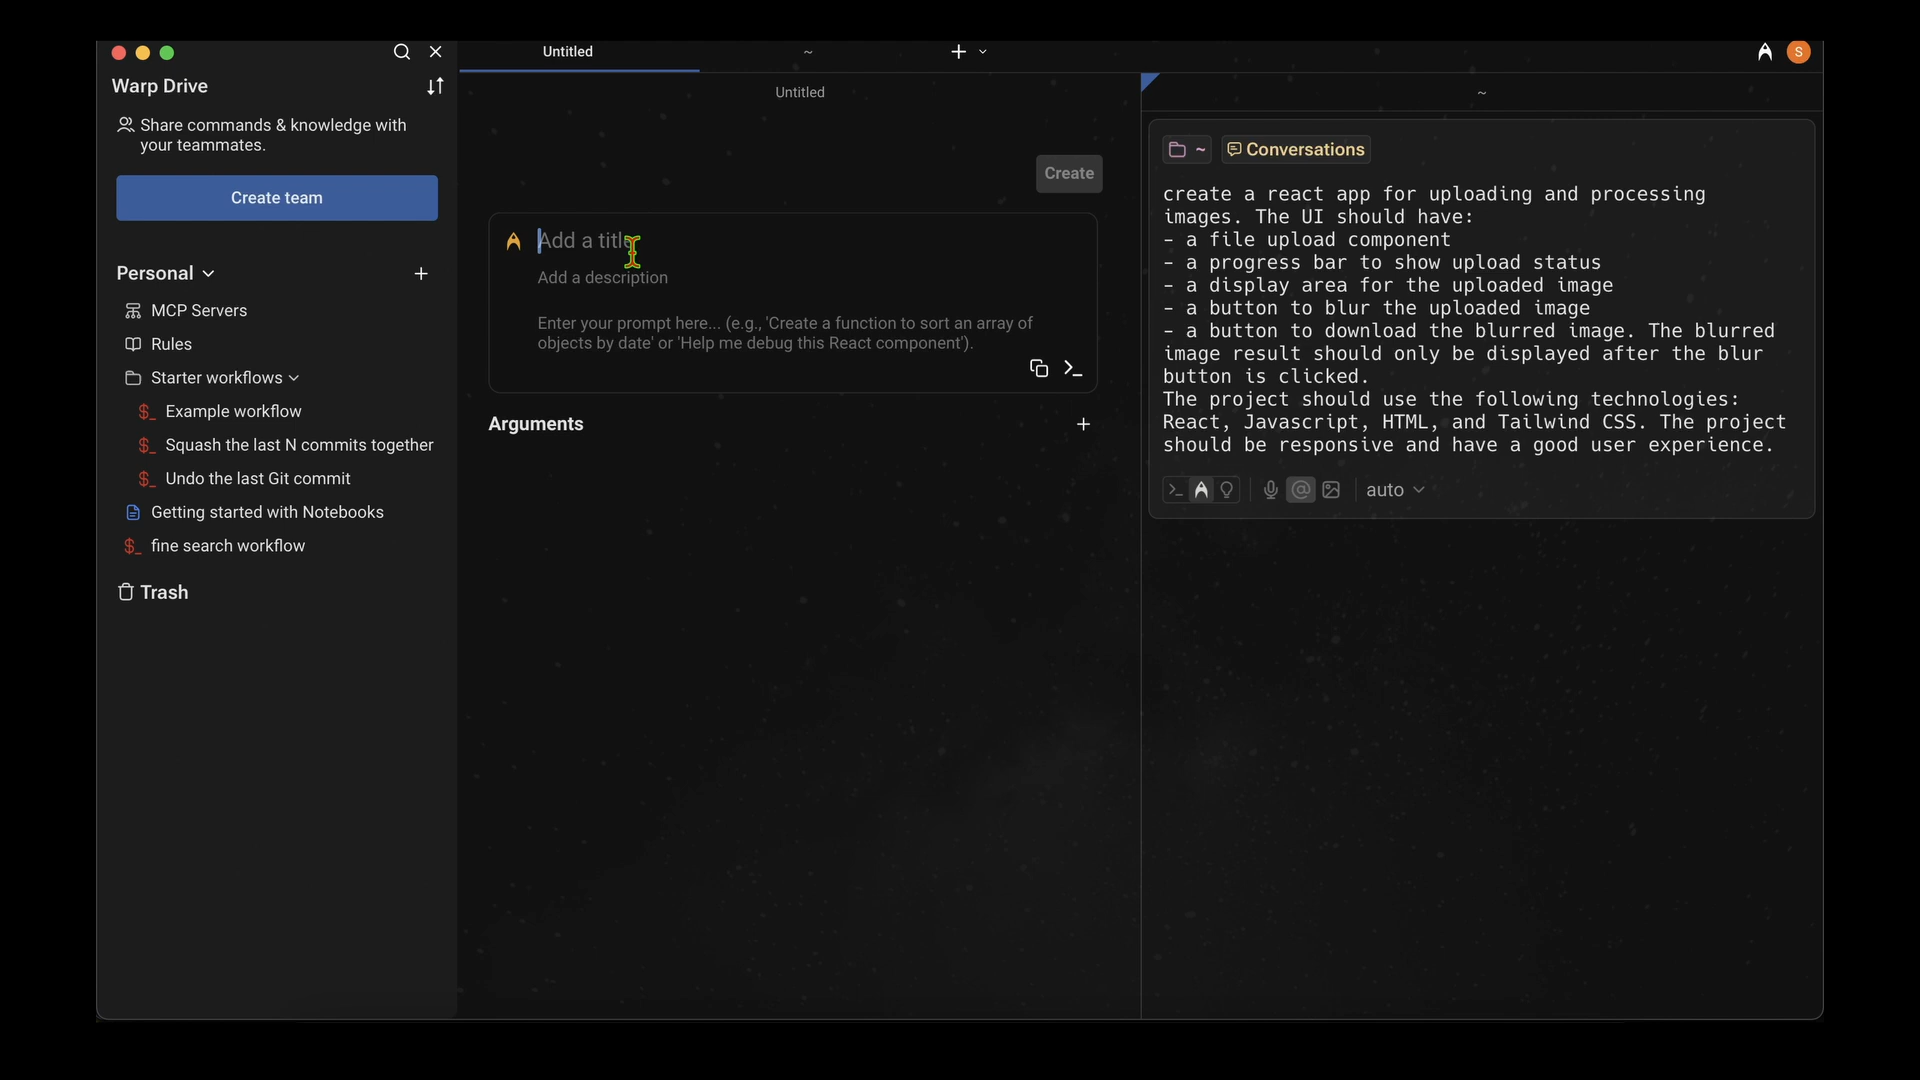 Warp Drive
Share commands & knowledge with
your teammates.
Create team
Personal
MCP Servers
Rules
Starter workflows
Example workflow
Squash the last N commits together
Undo the last Git commit
Getting started with Notebooks
fine search workflow
Trash
Untitled
~
S
Untitled
Create
Add a title
Add a description
Enter your prompt here... (e.g., 'Create a function to sort an array of
objects by date' or 'Help me debug this React component').
Arguments
~
~ Conversations
create a react app for uploading and processing
images. The UI should have:
- a file upload component
- a progress bar to show upload status
- a display area for the uploaded image
- a button to blur the uploaded image
- a button to download the blurred image. The blurred
image result should only be displayed after the blur
button is clicked.
The project should use the following technologies:
React, Javascript, HTML, and Tailwind CSS. The project
should be responsive and have a good user experience.
auto